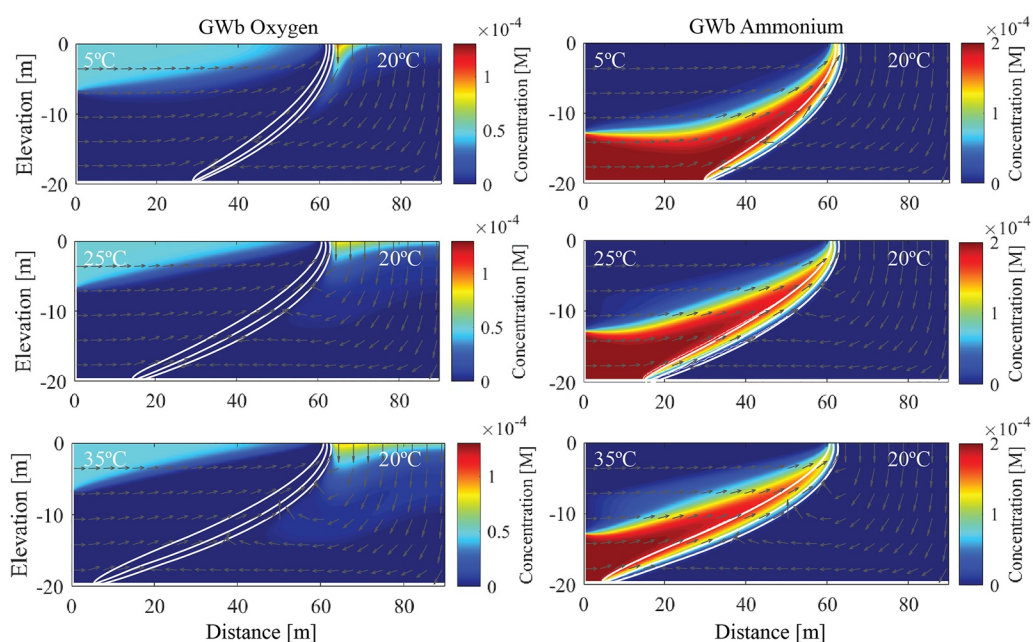 GWb Oxygen
GWb Ammonium
×10⁻⁴
×10⁻⁴
0
5ºC
20ºC
1
Concentration [M]
0
5ºC
20ºC
2
Concentration [M]
Elevation [m]
-10
0.5
-10
1
-20
0
-20
0
0 20 40 60 80
0 20 40 60 80
×10⁻⁴
×10⁻⁴
0
25ºC
20ºC
1
Concentration [M]
0
25ºC
20ºC
2
Concentration [M]
Elevation [m]
-10
0.5
-10
1
-20
0
-20
0
0 20 40 60 80
0 20 40 60 80
×10⁻⁴
×10⁻⁴
0
35ºC
20ºC
1
Concentration [M]
0
35ºC
20ºC
2
Concentration [M]
Elevation [m]
-10
0.5
-10
1
-20
0
-20
0
0 20 40 60 80
0 20 40 60 80
Distance [m]
Distance [m]